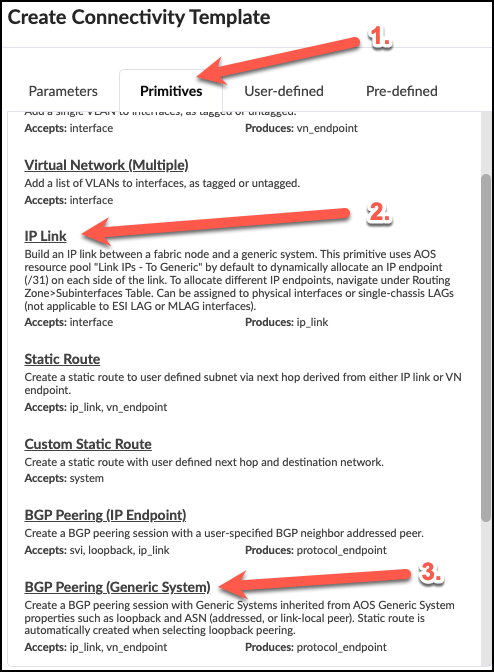 Create Connectivity Template
1.
Parameters
Primitives
User-defined
Pre-defined
Add a single VLAN to interfaces, as tagged or untagged.
Accepts: interface
Produces: vn_endpoint
Virtual Network (Multiple)
Add a list of VLANs to interfaces, as tagged or untagged.
Accepts: interface
2.
IP Link
Build an IP link between a fabric node and a generic system. This primitive uses AOS
resource pool "Link IPs - To Generic" by default to dynamically allocate an IP endpoint
(/31) on each side of the link. To allocate different IP endpoints, navigate under Routing
Zone>Subinterfaces Table. Can be assigned to physical interfaces or single-chassis LAGs
(not applicable to ESI LAG or MLAG interfaces).
Accepts: interface
Produces: ip_link
Static Route
Create a static route to user defined subnet via next hop derived from either IP link or VN
endpoint.
Accepts: ip_link, vn_endpoint
Custom Static Route
Create a static route with user defined next hop and destination network.
Accepts: system
BGP Peering (IP Endpoint)
Create a BGP peering session with a user-specified BGP neighbor addressed peer.
Accepts: svi, loopback, ip_link
Produces: protocol_endpoint
3.
BGP Peering (Generic System)
Create a BGP peering session with Generic Systems inherited from AOS Generic System
properties such as loopback and ASN (addressed, or link-local peer). Static route is
automatically created when selecting loopback peering.
Accepts: ip_link, vn_endpoint
Produces: protocol_endpoint